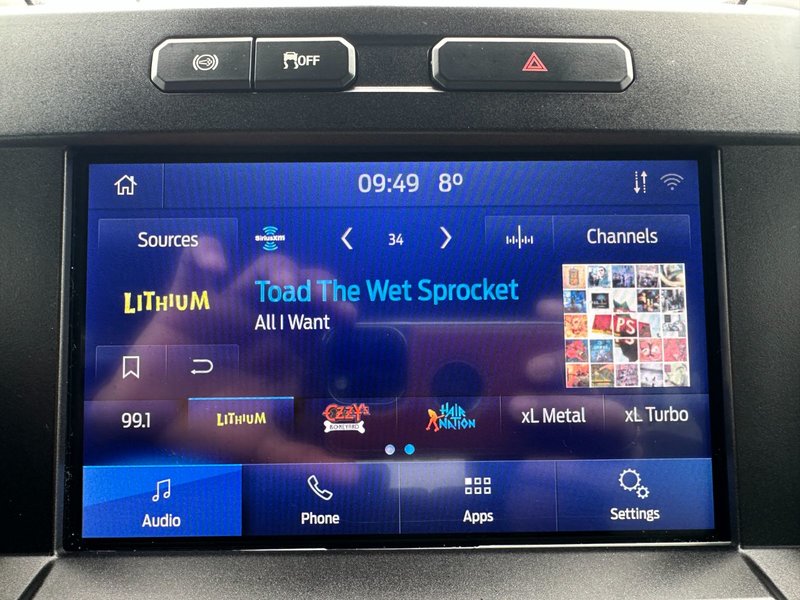 OFF
09:49 8º
Sources
SiriusXM
34
Channels
LiTHiUM
Toad The Wet Sprocket
All I Want
PS
99.1
LiTHiUM
OZZY's
BONEYARD
HAIR
NATION
xL Metal
xL Turbo
Audio
Phone
Apps
Settings